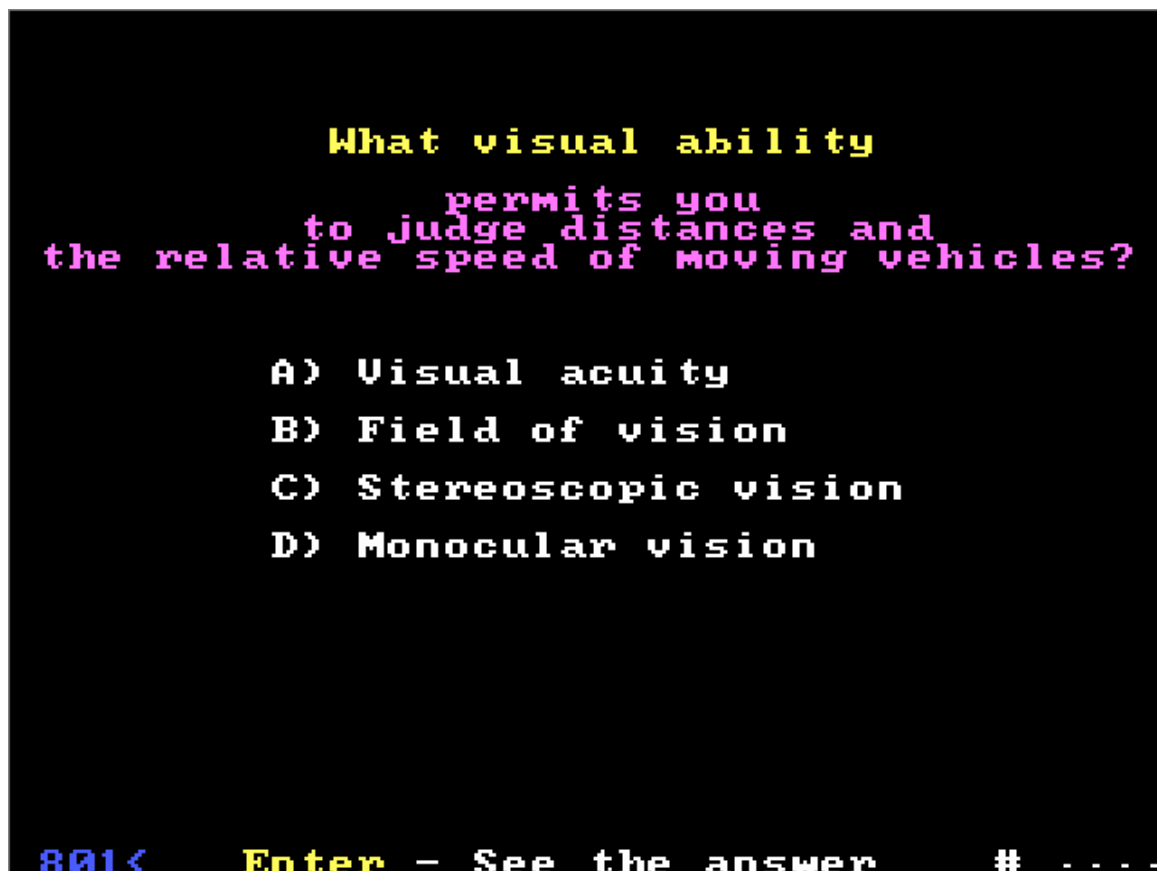 What visual ability
permits you
to judge distances and
the relative speed of moving vehicles?
A) Visual acuity
B) Field of vision
C) Stereoscopic vision
D) Monocular vision
801< Enter - See the answer # ----